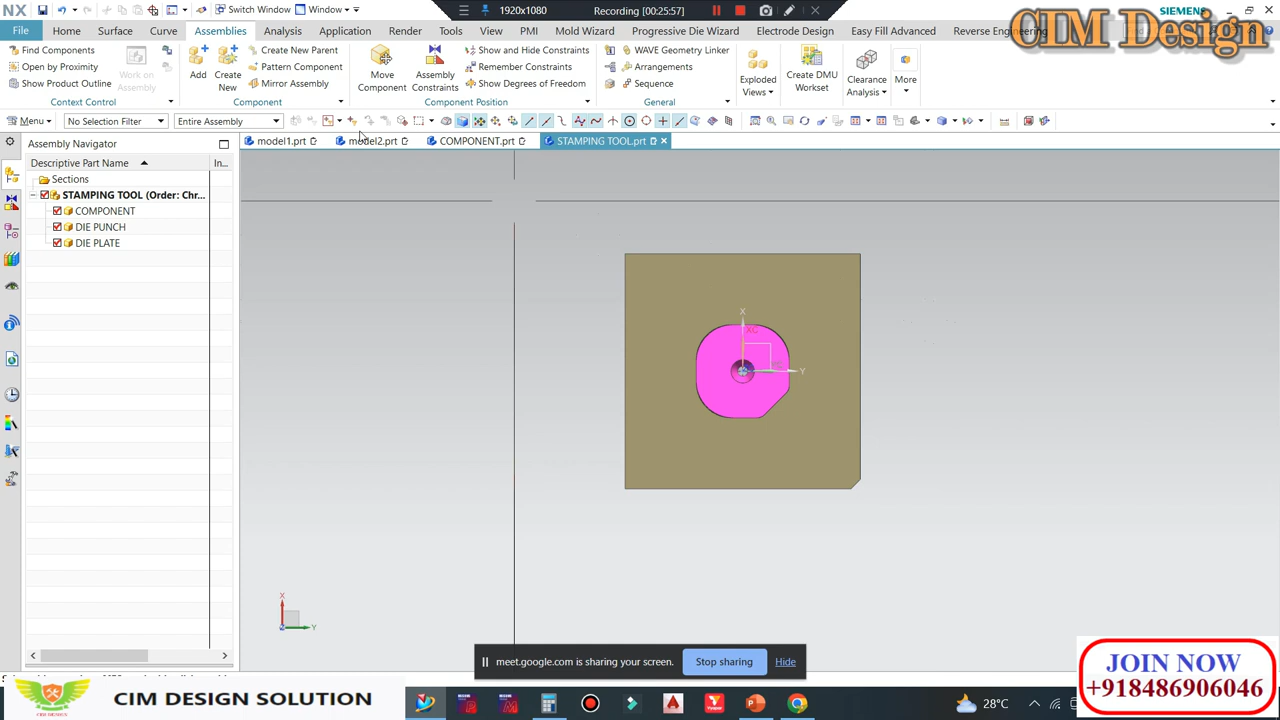 NX
Switch Window
Window
1920x1080
Recording [00:25:57]
SIEMENS
CIM Design
File
Home
Surface
Curve
Assemblies
Analysis
Application
Render
Tools
View
PMI
Mold Wizard
Progressive Die Wizard
Electrode Design
Easy Fill Advanced
Reverse Engineering
Find Components
Open by Proximity
Show Product Outline
Work on Assembly
Add
Create New
Create New Parent
Pattern Component
Mirror Assembly
Move Component
Assembly Constraints
Show and Hide Constraints
Remember Constraints
Show Degrees of Freedom
WAVE Geometry Linker
Arrangements
Sequence
Exploded Views
Create DMU Workset
Clearance Analysis
More
Context Control
Component
Component Position
General
Menu
No Selection Filter
Entire Assembly
Assembly Navigator
model1.prt
model2.prt
COMPONENT.prt
STAMPING TOOL.prt
Descriptive Part Name
In...
Sections
STAMPING TOOL (Order: Chr...
COMPONENT
DIE PUNCH
DIE PLATE
X
XC
Y
X
Z
Y
meet.google.com is sharing your screen.
Stop sharing
Hide
JOIN NOW
+918486906046
CIM DESIGN SOLUTION
28°C